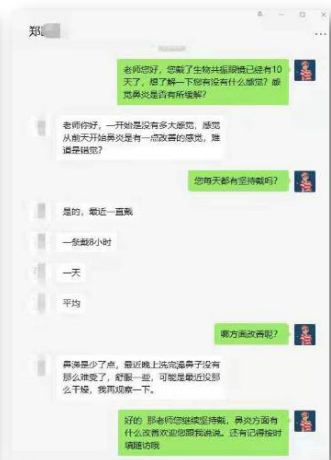 郑
老师您好，您戴了生物共振眼镜已经有10
天了，想了解一下您有没有什么感觉？感
觉鼻炎是否有所缓解？
老师你好，一开始是没有多大感觉，感觉
从前天开始鼻炎是有一点改善的感觉，难
道是错觉？
您每天都有坚持戴吗？
是的，最近一直戴
一般戴8小时
一天
平均
哪方面改善呢？
鼻涕是少了点，最近晚上洗完澡鼻子没有
那么难受了，舒服一些，可能是最近没那
么干燥，我再观察一下。
好的 那老师您继续坚持戴，鼻炎方面有
什么改善欢迎您跟我说说。还有记得按时
填随访哦